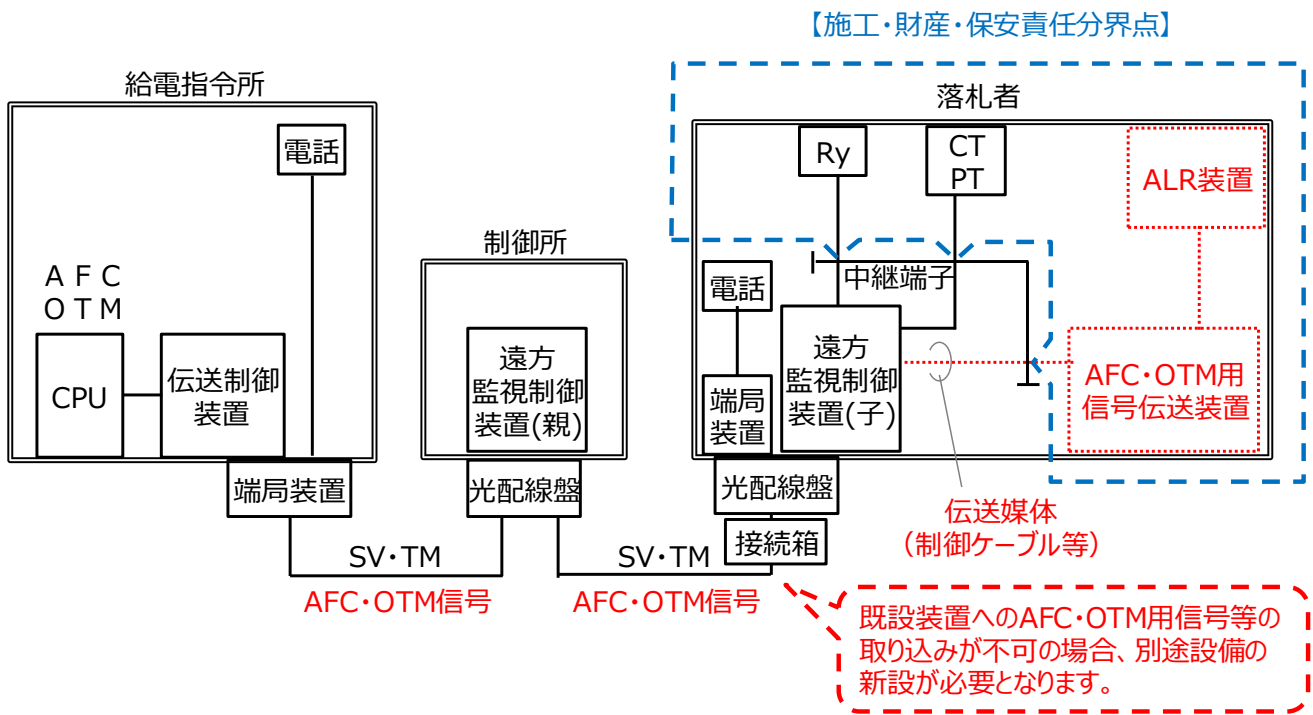 【施工・財産・保安責任分界点】
給電指令所
電話
ＡＦＣ
ＯＴＭ
CPU
伝送制御
装置
端局装置
制御所
遠方
監視制御
装置(親)
光配線盤
落札者
Ry
CT
PT
ALR装置
中継端子
電話
遠方
監視制御
装置(子)
端局
装置
AFC・OTM用
信号伝送装置
光配線盤
接続箱
伝送媒体
（制御ケーブル等）
SV・TM
AFC・OTM信号
SV・TM
AFC・OTM信号
既設装置へのAFC・OTM用信号等の
取り込みが不可の場合、別途設備の
新設が必要となります。